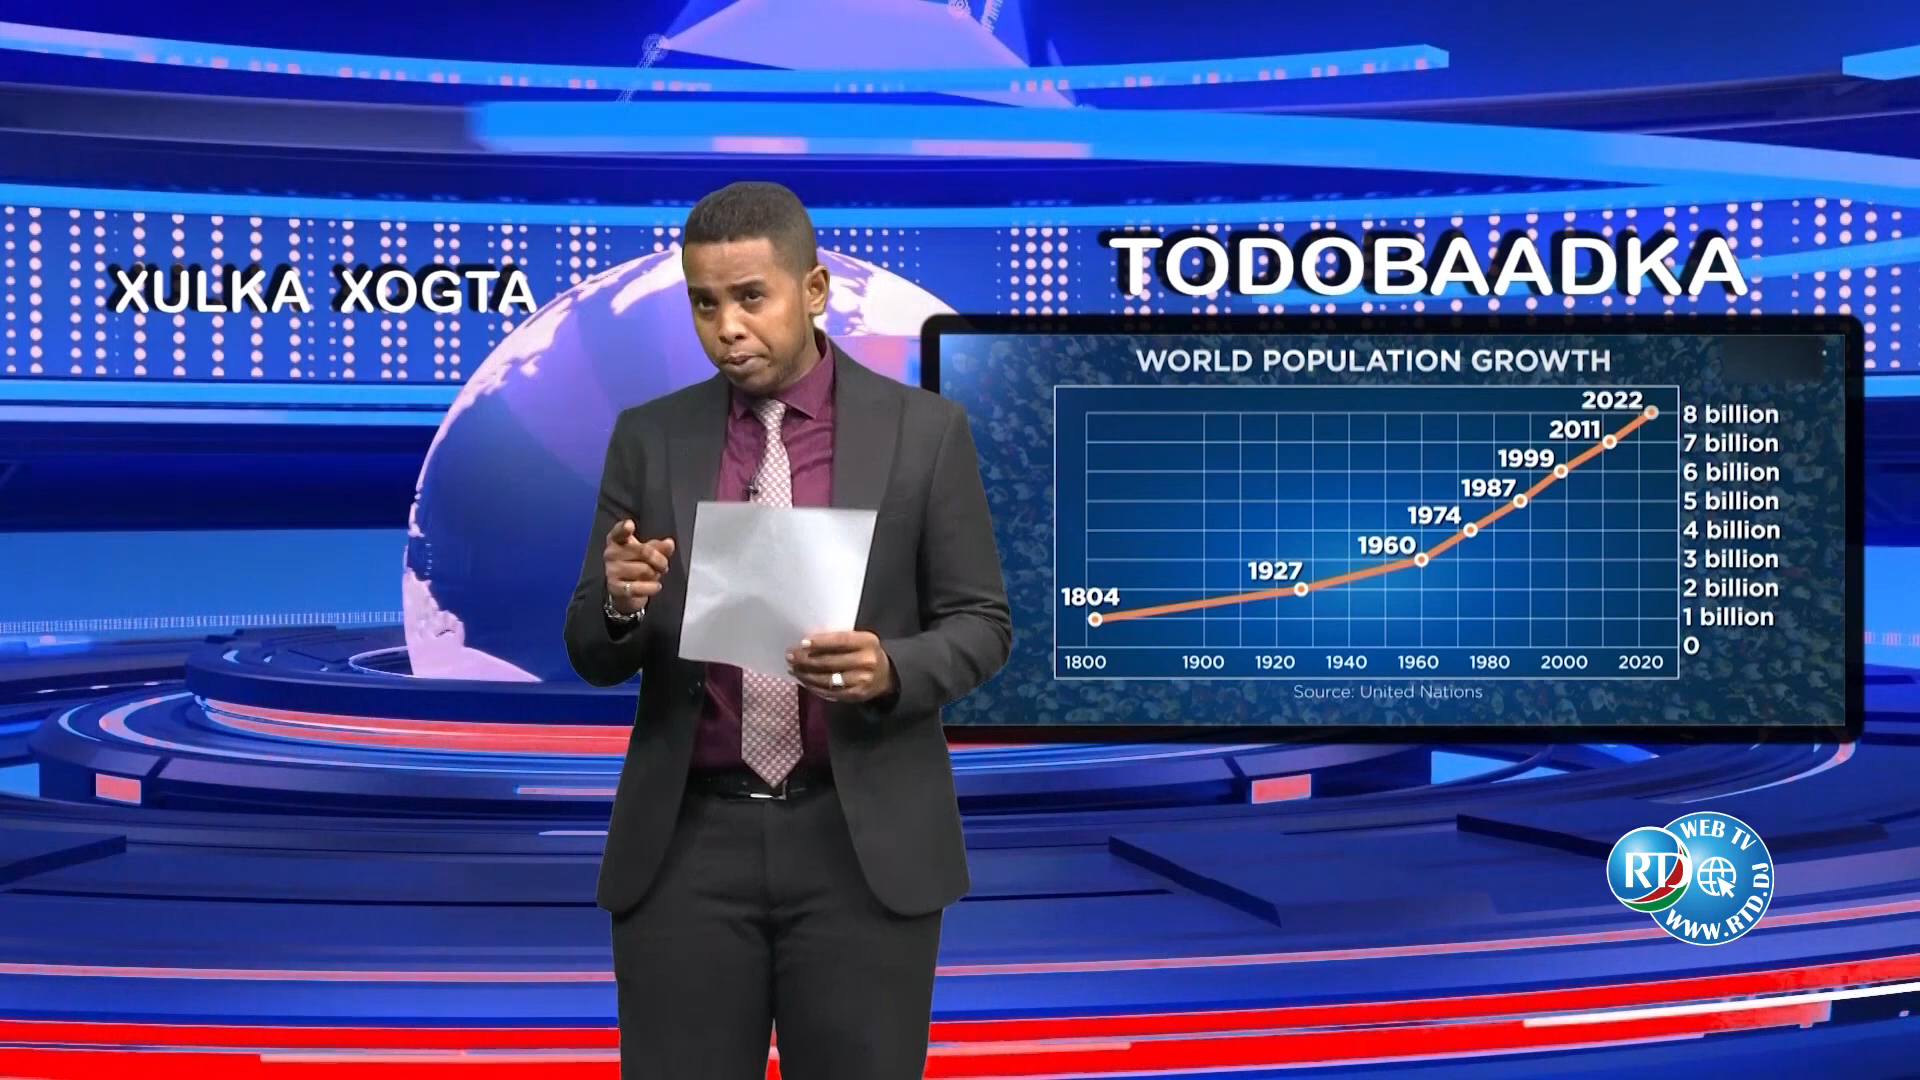 XULKA XOGTA
TODOBAADKA
WORLD POPULATION GROWTH
2022
8 billion
2011
7 billion
1999
6 billion
1987
5 billion
1974
4 billion
1960
3 billion
1927
2 billion
1804
1 billion
0
1800 1900 1920 1940 1960 1980 2000 2020
Source: United Nations
WEB TV
RTD
WWW.RTD.DJ